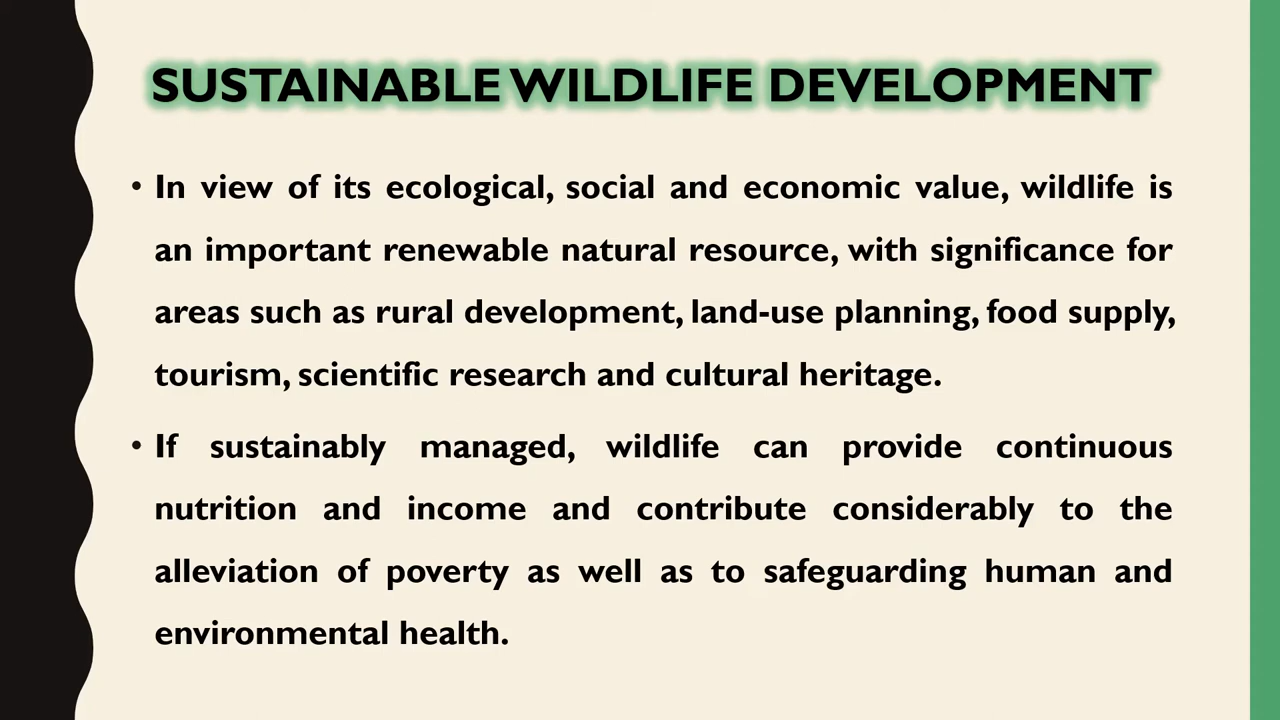 SUSTAINABLE WILDLIFE DEVELOPMENT
• In view of its ecological, social and economic value, wildlife is
an important renewable natural resource, with significance for
areas such as rural development, land-use planning, food supply,
tourism, scientific research and cultural heritage.
• If sustainably managed, wildlife can provide continuous
nutrition and income and contribute considerably to the
alleviation of poverty as well as to safeguarding human and
environmental health.